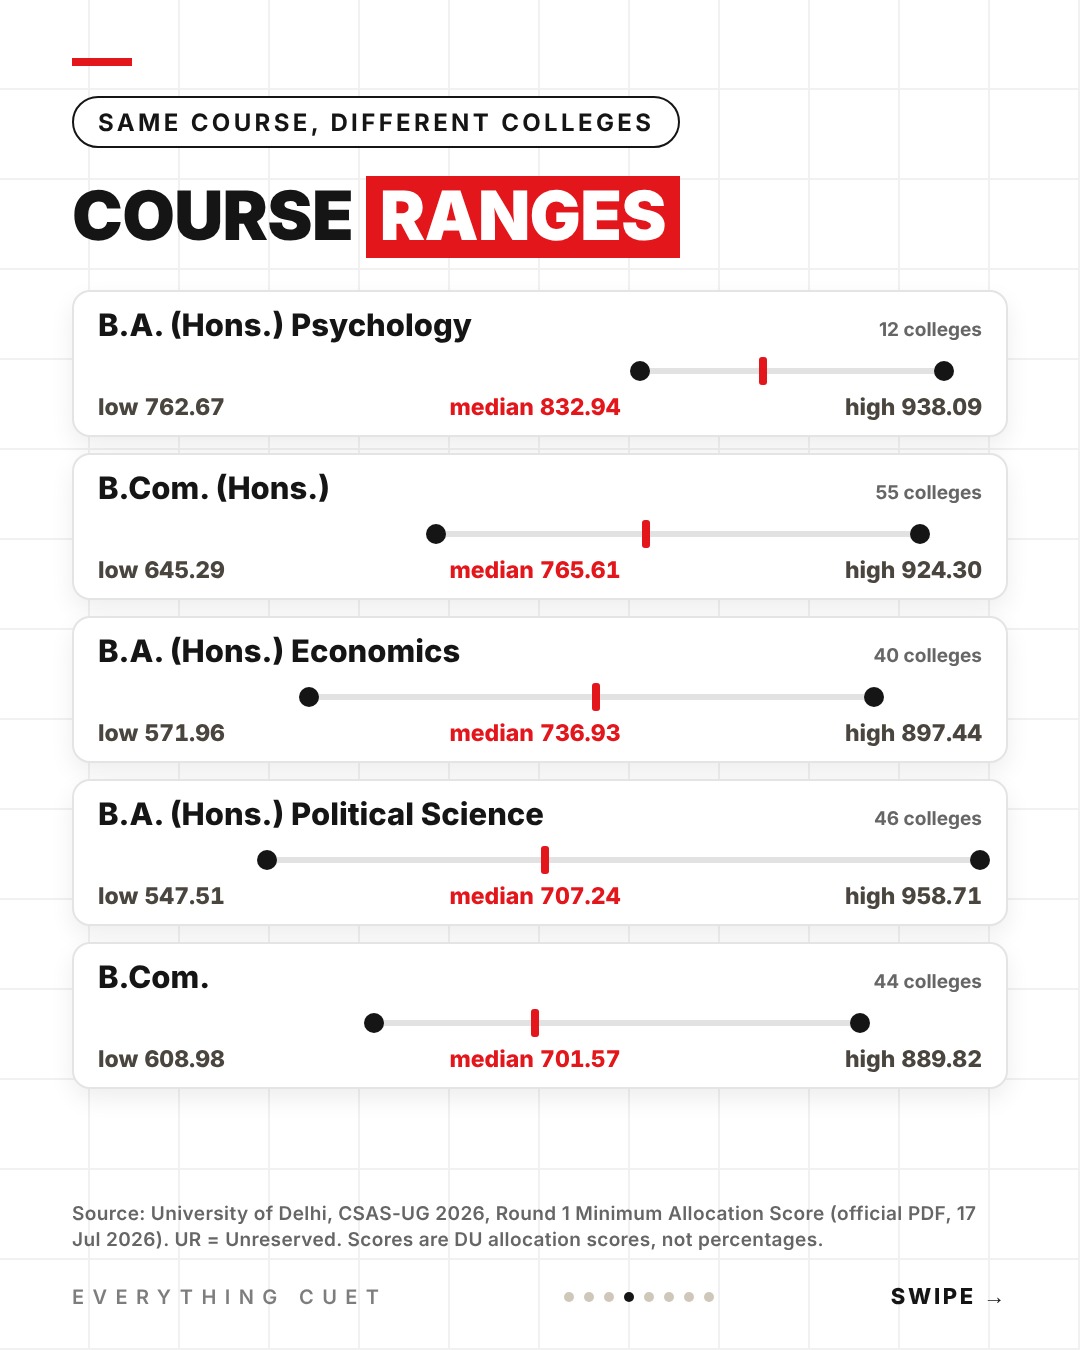 SAME COURSE, DIFFERENT COLLEGES
COURSE RANGES
B.A. (Hons.) Psychology
12 colleges
low 762.67
median 832.94
high 938.09
B.Com. (Hons.)
55 colleges
low 645.29
median 765.61
high 924.30
B.A. (Hons.) Economics
40 colleges
low 571.96
median 736.93
high 897.44
B.A. (Hons.) Political Science
46 colleges
low 547.51
median 707.24
high 958.71
B.Com.
44 colleges
low 608.98
median 701.57
high 889.82
Source: University of Delhi, CSAS-UG 2026, Round 1 Minimum Allocation Score (official PDF, 17
Jul 2026). UR = Unreserved. Scores are DU allocation scores, not percentages.
EVERYTHING CUET
SWIPE →